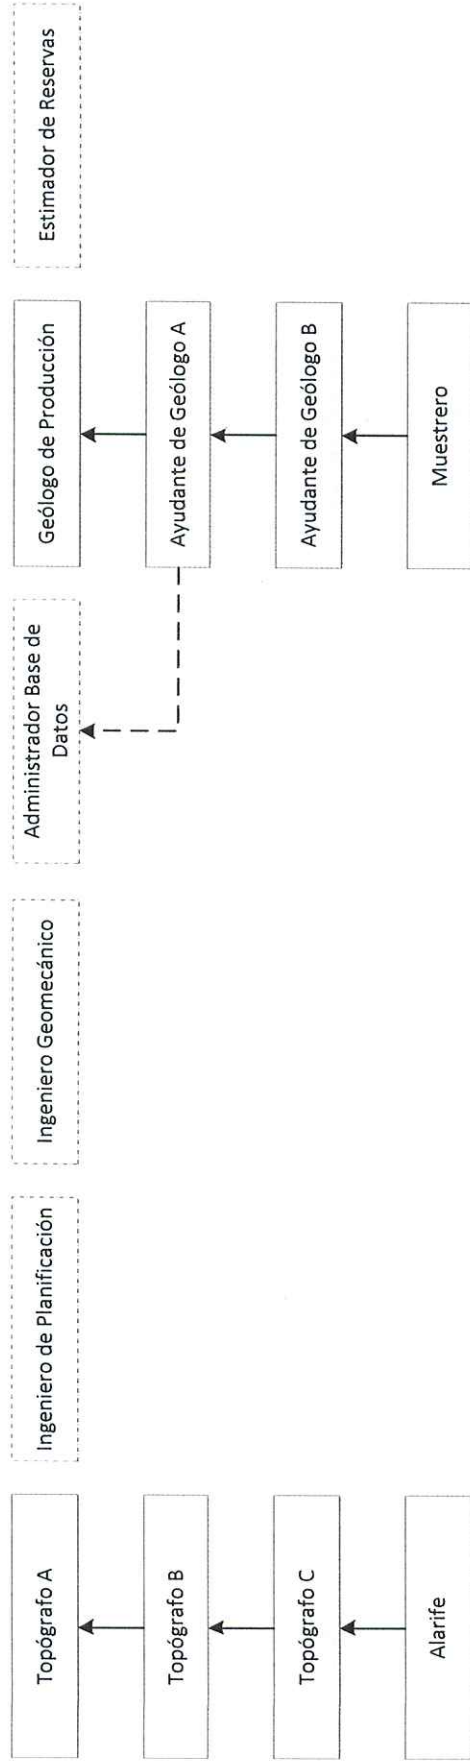 Topógrafo A
Ingeniero de Planificación
Ingeniero Geomecánico
Administrador Base de
Datos
Geólogo de Producción
Estimador de Reservas
Topógrafo B
Ayudante de Geólogo A
Topógrafo C
Ayudante de Geólogo B
Alarife
Muestrero